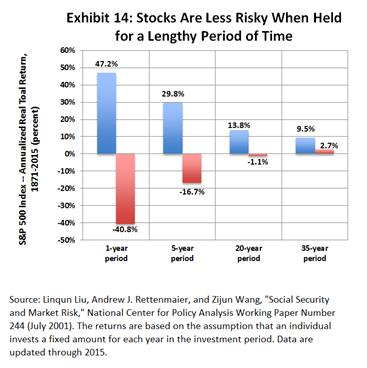 Exhibit 14: Stocks Are Less Risky When Held
for a Lengthy Period of Time
S&P 500 Index -- Annualized Real Toal Return,
1871-2015 (percent)
60%
50%
40%
30%
20%
10%
0%
-10%
-20%
-30%
-40%
-50%
47.2%
-40.8%
29.8%
-16.7%
13.8%
-1.1%
9.5%
2.7%
1-year
period
5-year
period
20-year
period
35-year
period
Source: Linqun Liu, Andrew J. Rettenmaier, and Zijun Wang, "Social Security
and Market Risk," National Center for Policy Analysis Working Paper Number
244 (July 2001). The returns are based on the assumption that an individual
invests a fixed amount for each year in the investment period. Data are
updated through 2015.